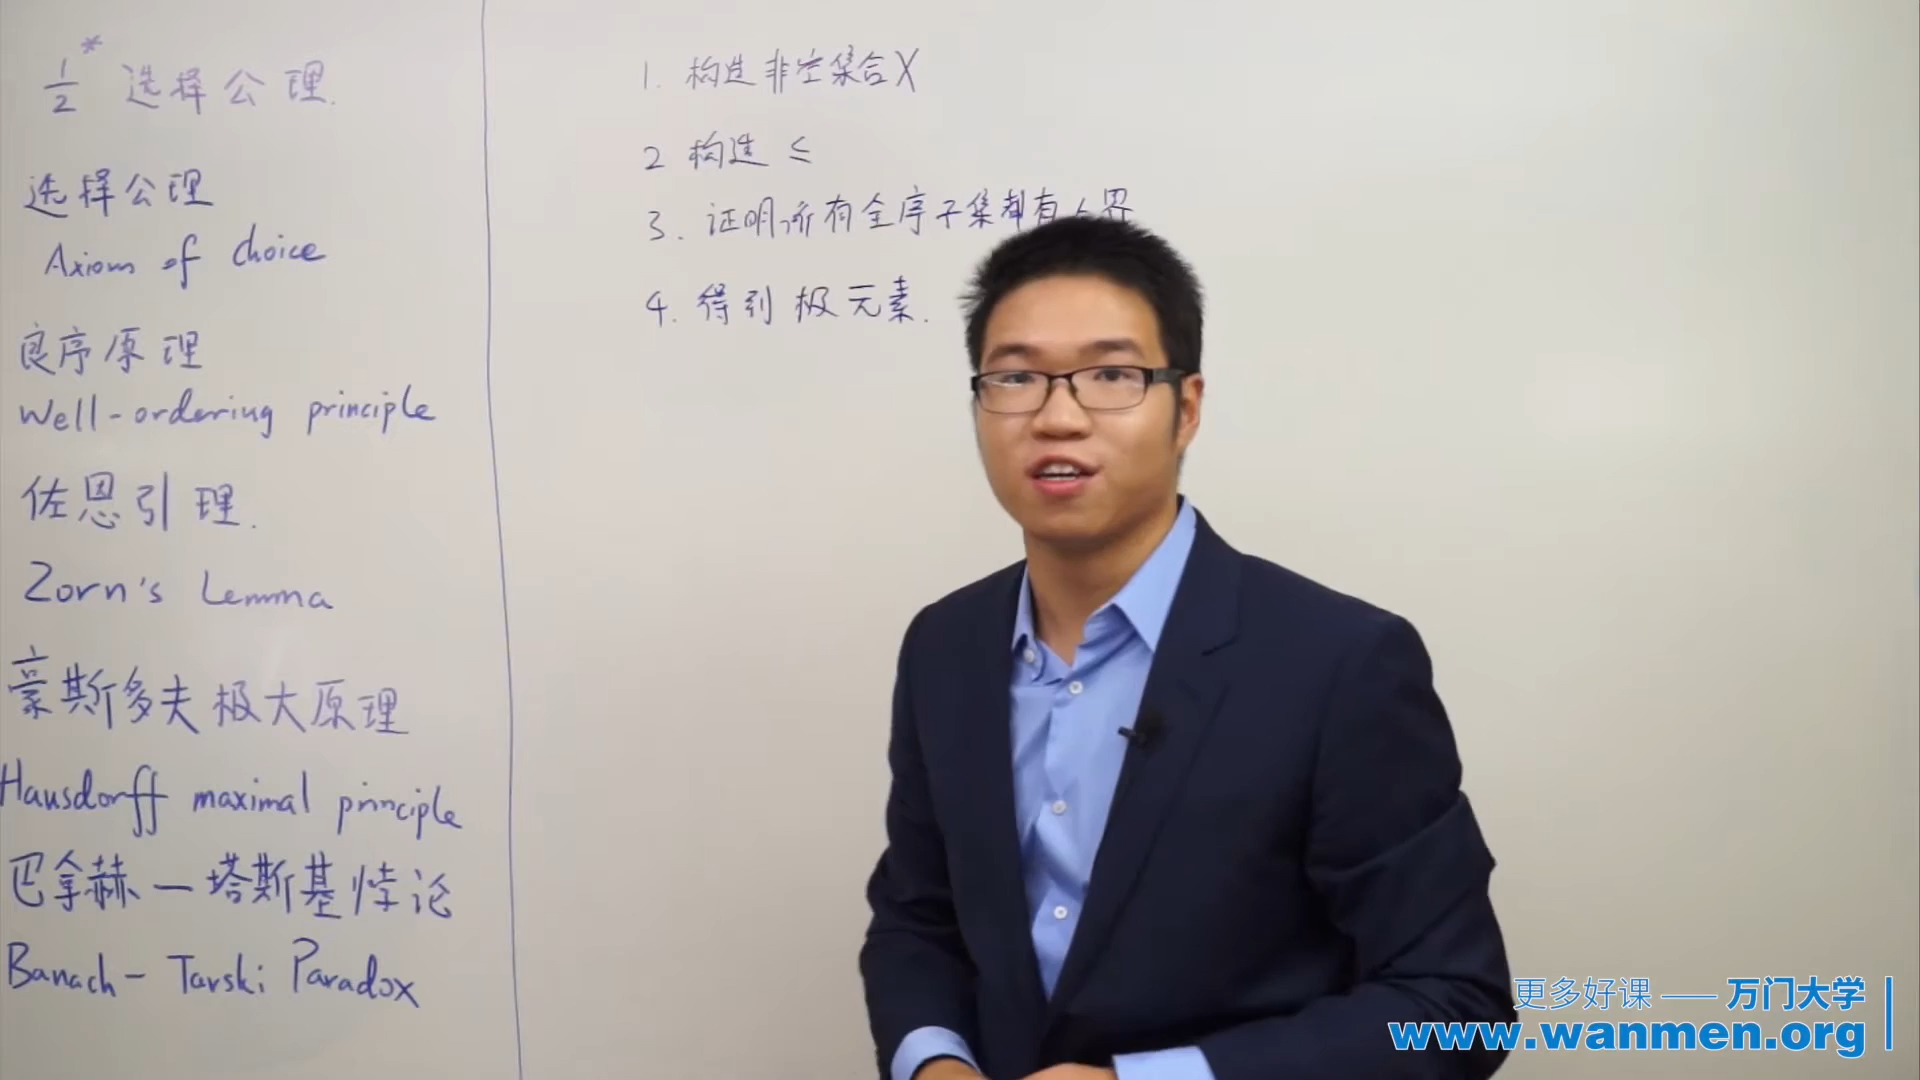 1/2* 选择公理.
选择公理
Axiom of choice
良序原理
Well-ordering principle
佐恩引理.
Zorn's Lemma
豪斯多夫极大原理
Hausdorff maximal principle
巴拿赫—塔斯基悖论
Banach-Tarski Paradox
1. 构造非空集合X
2 构造 ≤
3. 证明所有全序子集都有上界
4. 得到极元素.
更多好课 —— 万门大学
www.wanmen.org